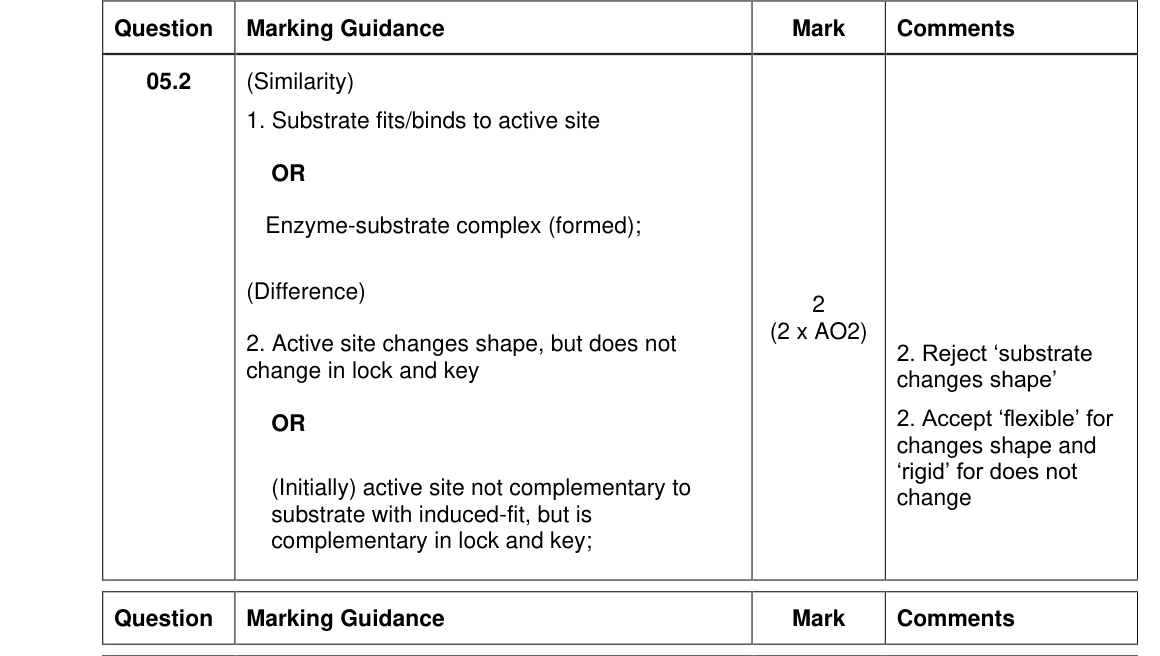 Question Marking Guidance Mark Comments
05.2
(Similarity)
1. Substrate fits/binds to active site
OR
Enzyme-substrate complex (formed);
(Difference)
2. Active site changes shape, but does not
change in lock and key
OR
(Initially) active site not complementary to
substrate with induced-fit, but is
complementary in lock and key;
2
(2 x AO2)
2. Reject ‘substrate
changes shape’
2. Accept ‘flexible’ for
changes shape and
‘rigid’ for does not
change
Question Marking Guidance Mark Comments